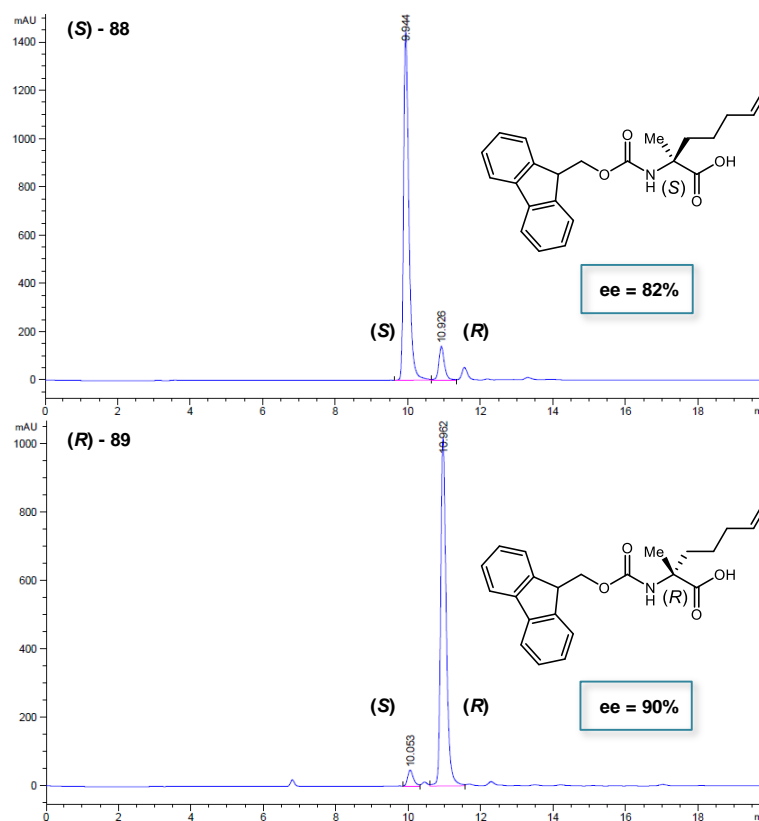 mAU
(S) - 88
9.944
1400
1200
1000
800
600
400
200
0
Me
O
O
N
H
(S)
OH
O
ee = 82%
(S)
10.926
(R)
0 2 4 6 8 10 12 14 16 18 m
mAU
(R) - 89
10.962
1000
800
600
400
200
0
Me
O
O
N
H
(R)
OH
O
ee = 90%
(S)
(R)
10.053
0 2 4 6 8 10 12 14 16 18 m